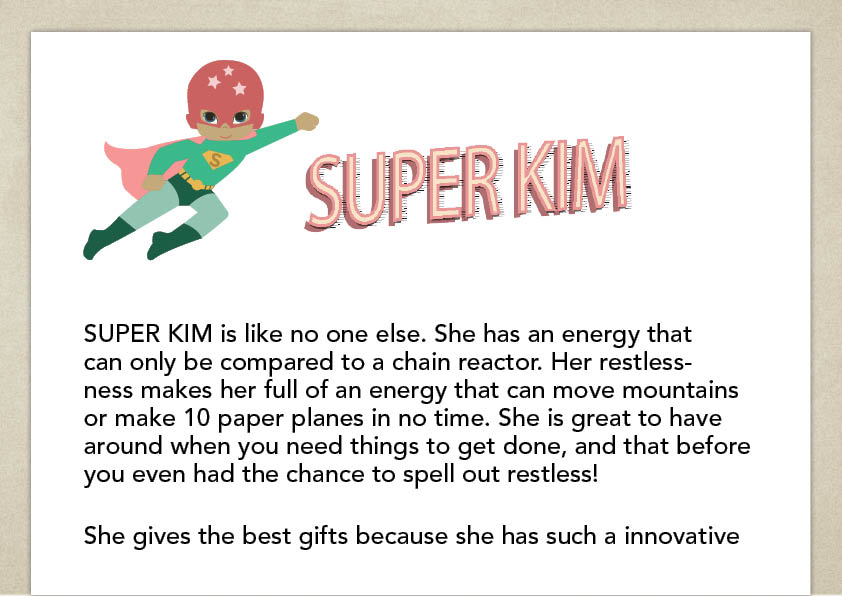 S
SUPER KIM
SUPER KIM is like no one else. She has an energy that
can only be compared to a chain reactor. Her restless-
ness makes her full of an energy that can move mountains
or make 10 paper planes in no time. She is great to have
around when you need things to get done, and that before
you even had the chance to spell out restless!
She gives the best gifts because she has such a innovative